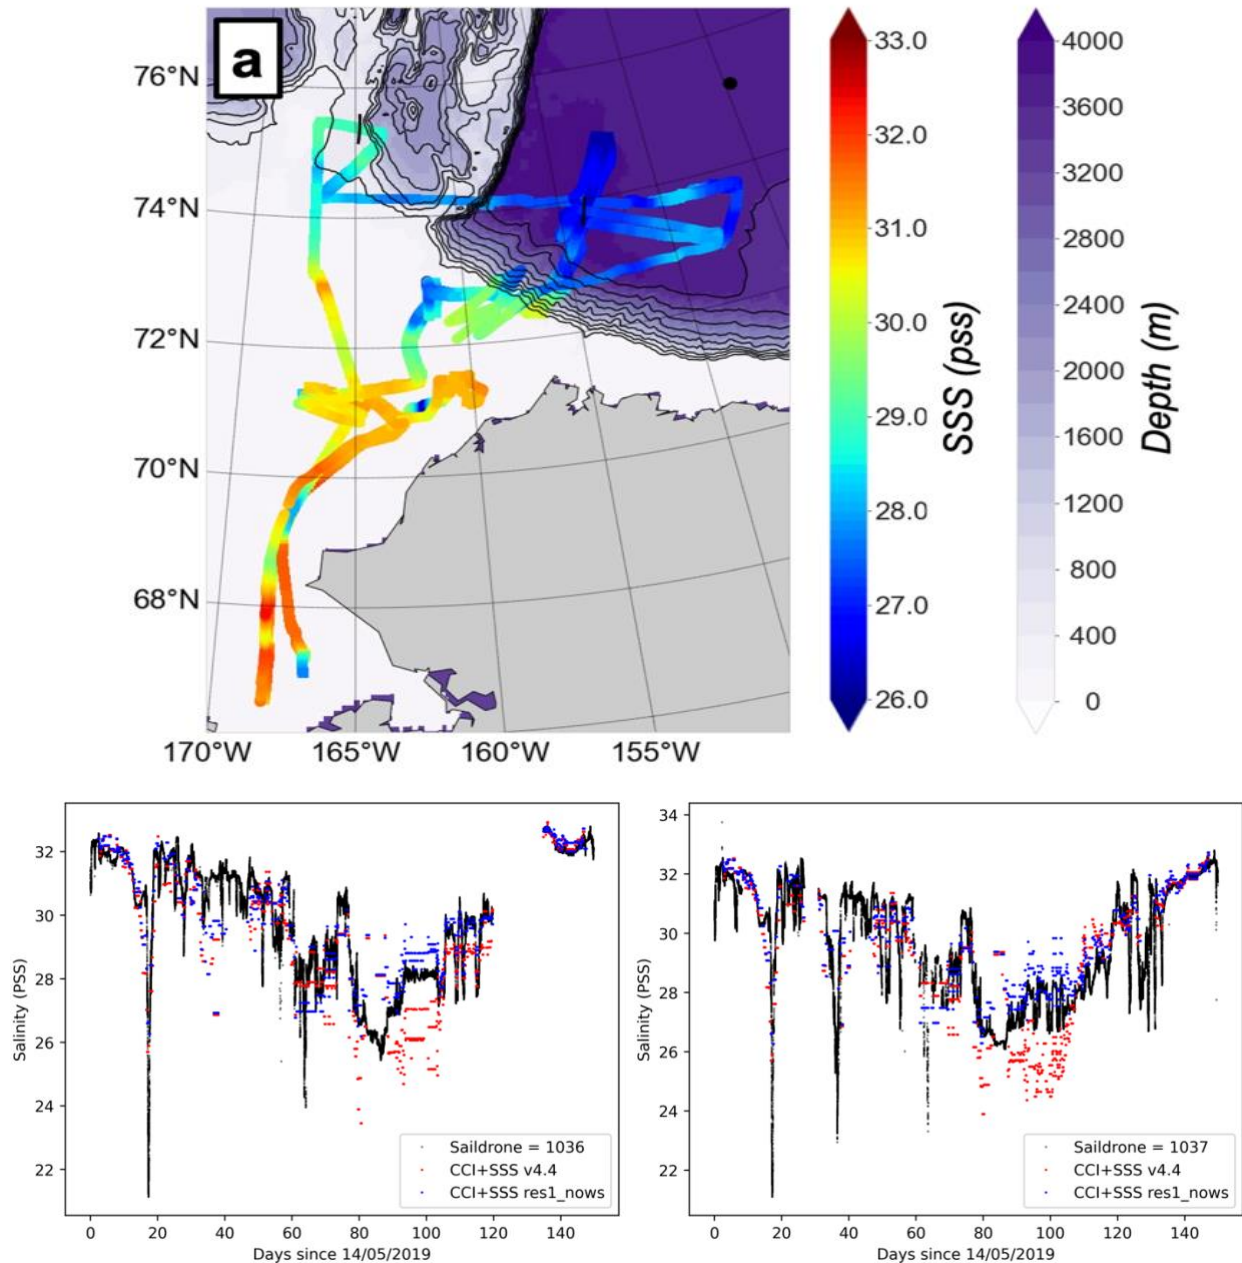 a
76°N
74°N
72°N
70°N
68°N
170°W 165°W 160°W 155°W
33.0
32.0
31.0
30.0
29.0
28.0
27.0
26.0
SSS (pss)
4000
3600
3200
2800
2400
2000
1600
1200
800
400
0
Depth (m)
32
30
28
26
24
22
Salinity (PSS)
0 20 40 60 80 100 120 140
Days since 14/05/2019
Saildrone = 1036
CCI+SSS v4.4
CCI+SSS res1_nows
34
32
30
28
26
24
22
Salinity (PSS)
0 20 40 60 80 100 120 140
Days since 14/05/2019
Saildrone = 1037
CCI+SSS v4.4
CCI+SSS res1_nows